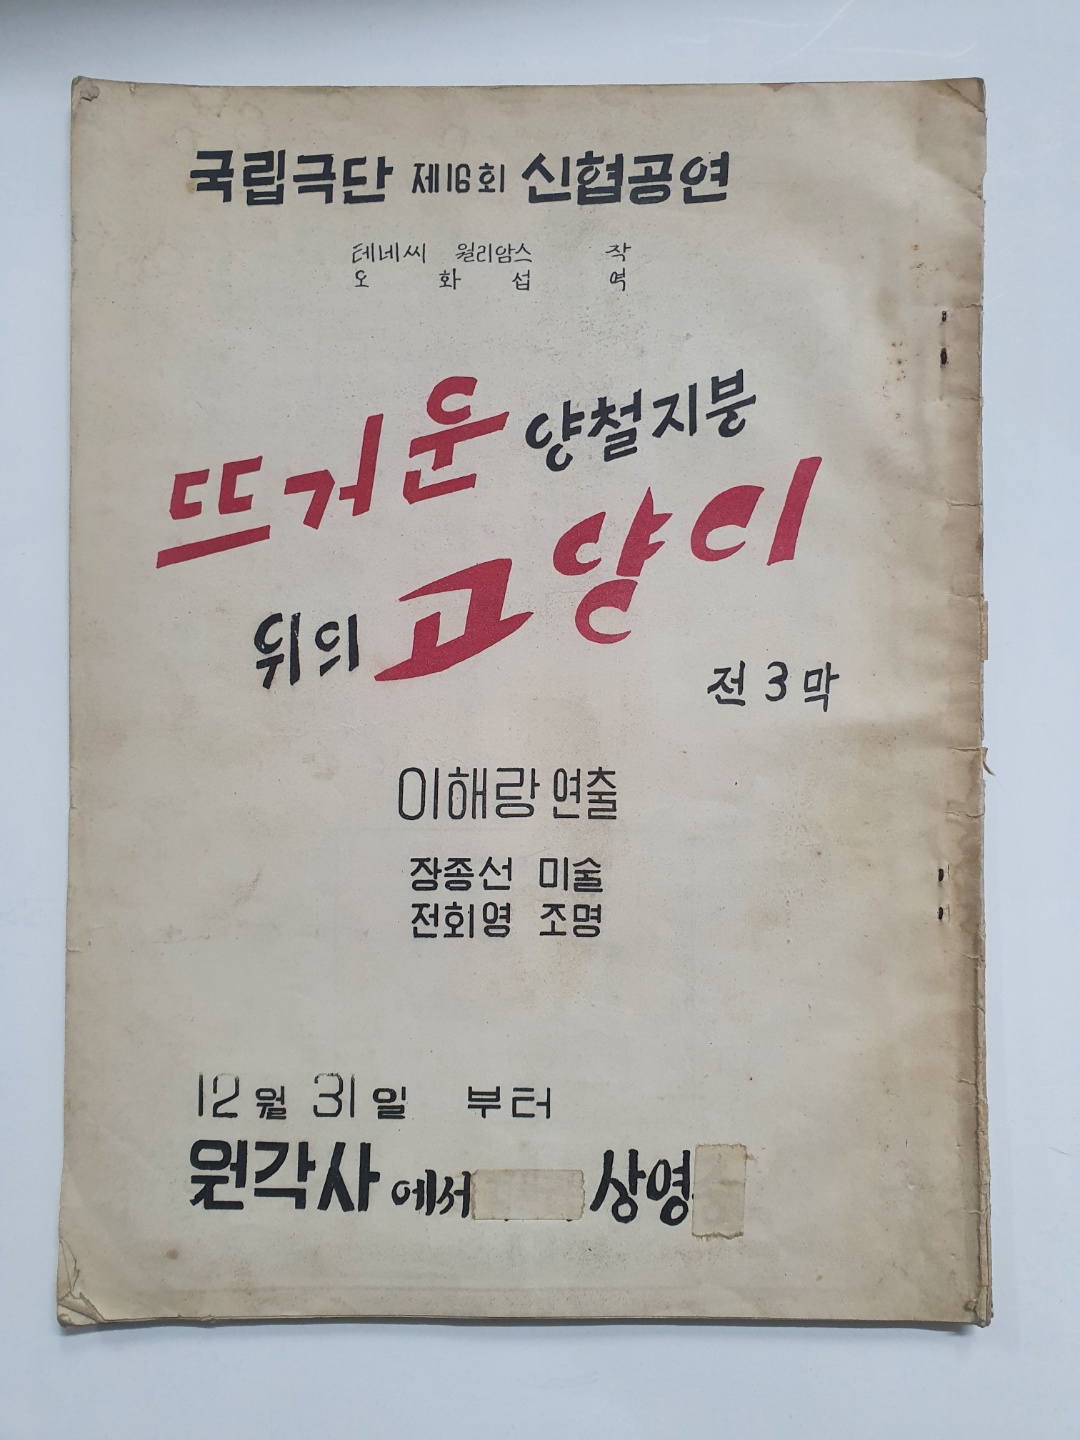 국립극단 제16회 신협공연
테네씨 윌리암스 작
오 화 섭 역
뜨거운 양철지붕
위의 고양이
전 3 막
이해랑 연출
장종선 미술
전회영 조명
12월 31일 부터
원각사 에서 상영